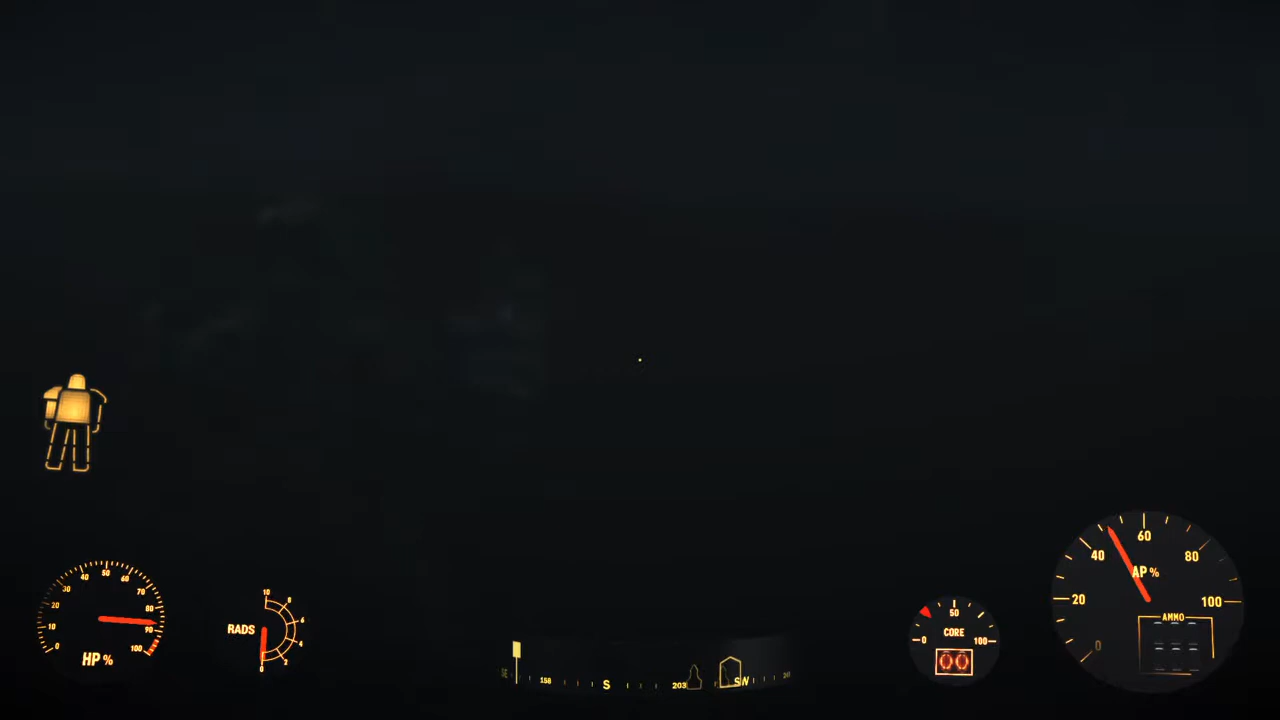 0 10 20 30 40 50 60 70 80 90 100
HP %
RADS
0 2 4 6 8 10
158 S 203 SW
0 50 100
CORE
00
0 20 40 60 80 100
AP %
AMMO